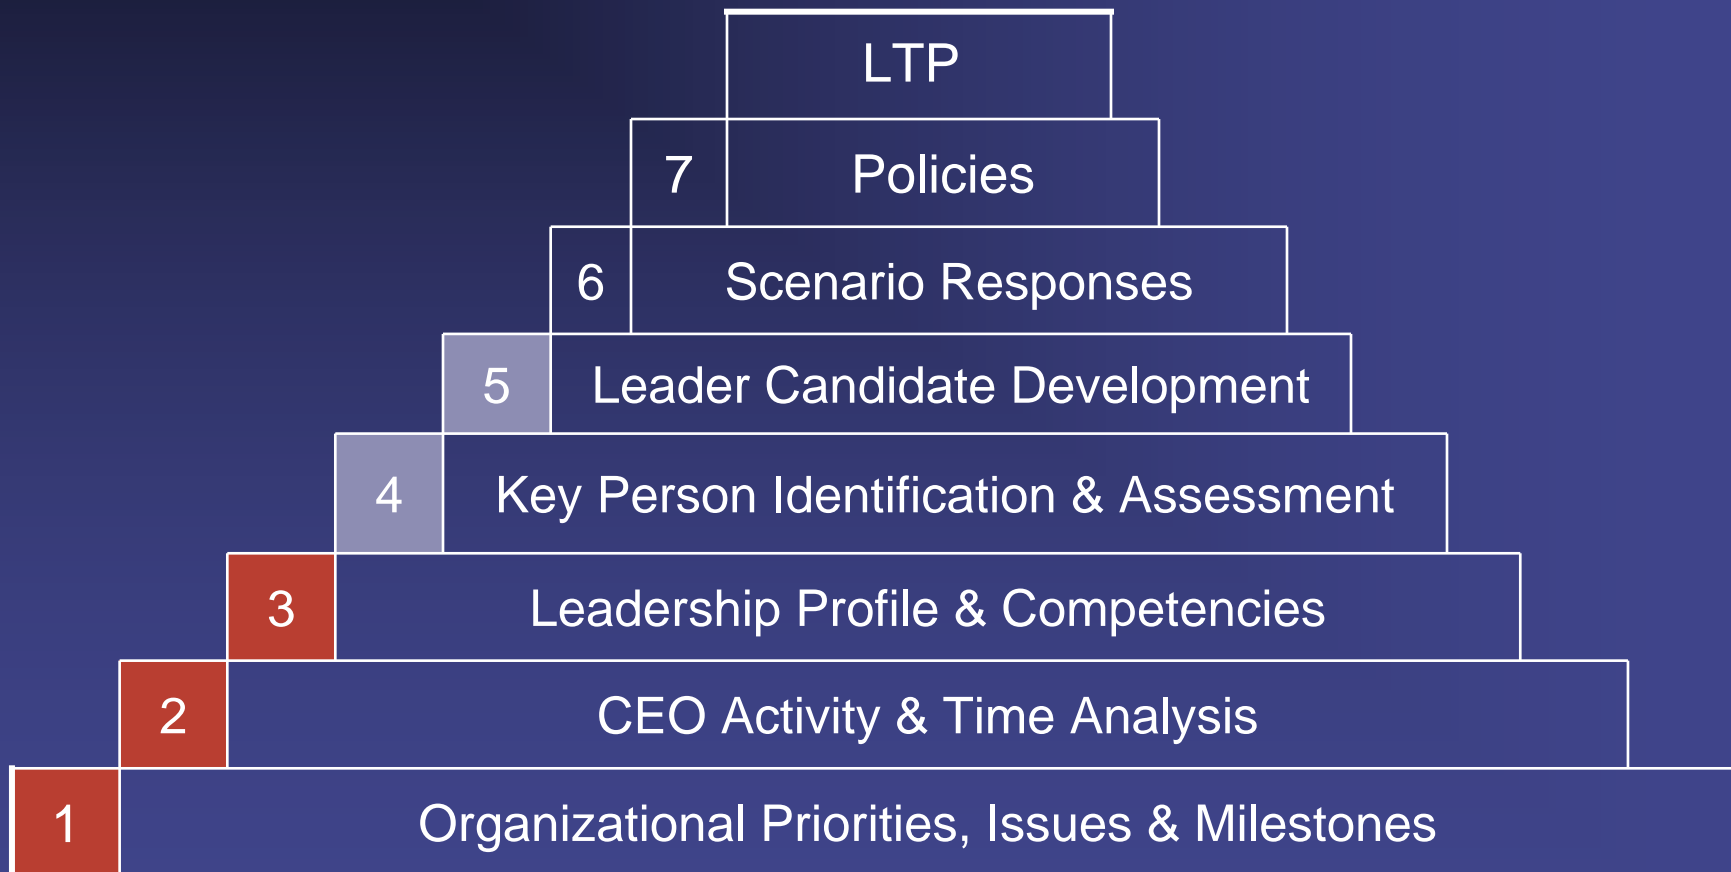 LTP
7 Policies
6 Scenario Responses
5 Leader Candidate Development
4 Key Person Identification & Assessment
3 Leadership Profile & Competencies
2 CEO Activity & Time Analysis
1 Organizational Priorities, Issues & Milestones